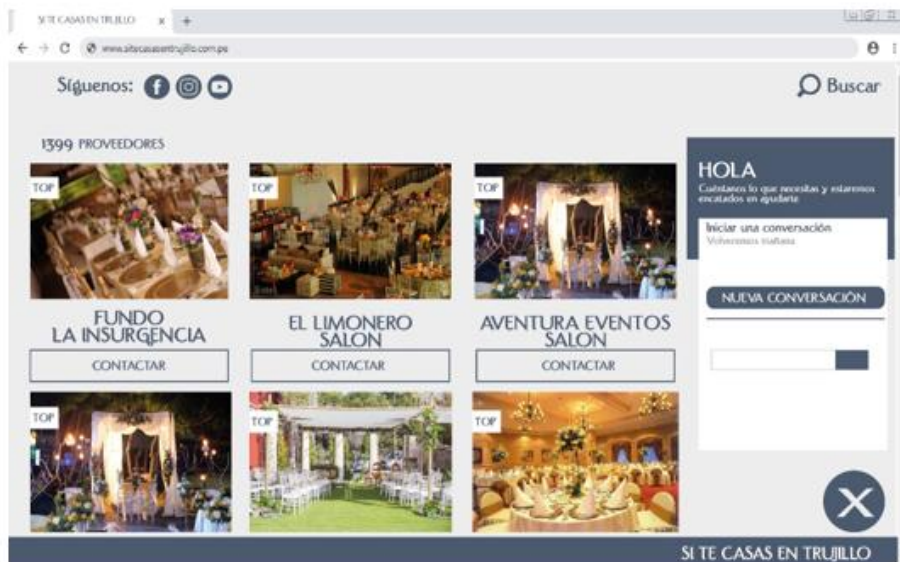 SI TE CASAS EN TRUJILLO x +
www.sitecasasentrujillo.com.pe
Síguenos:
Buscar
1399 PROVEEDORES
TOP
TOP
TOP
FUNDO
LA INSURGENCIA
CONTACTAR
EL LIMONERO
SALON
CONTACTAR
AVENTURA EVENTOS
SALON
CONTACTAR
TOP
TOP
TOP
HOLA
Cuéntanos lo que necesitas y estaremos
encatados en ayudarte
Iniciar una conversación
Volveremos mañana
NUEVA CONVERSACIÓN
X
SI TE CASAS EN TRUJILLO